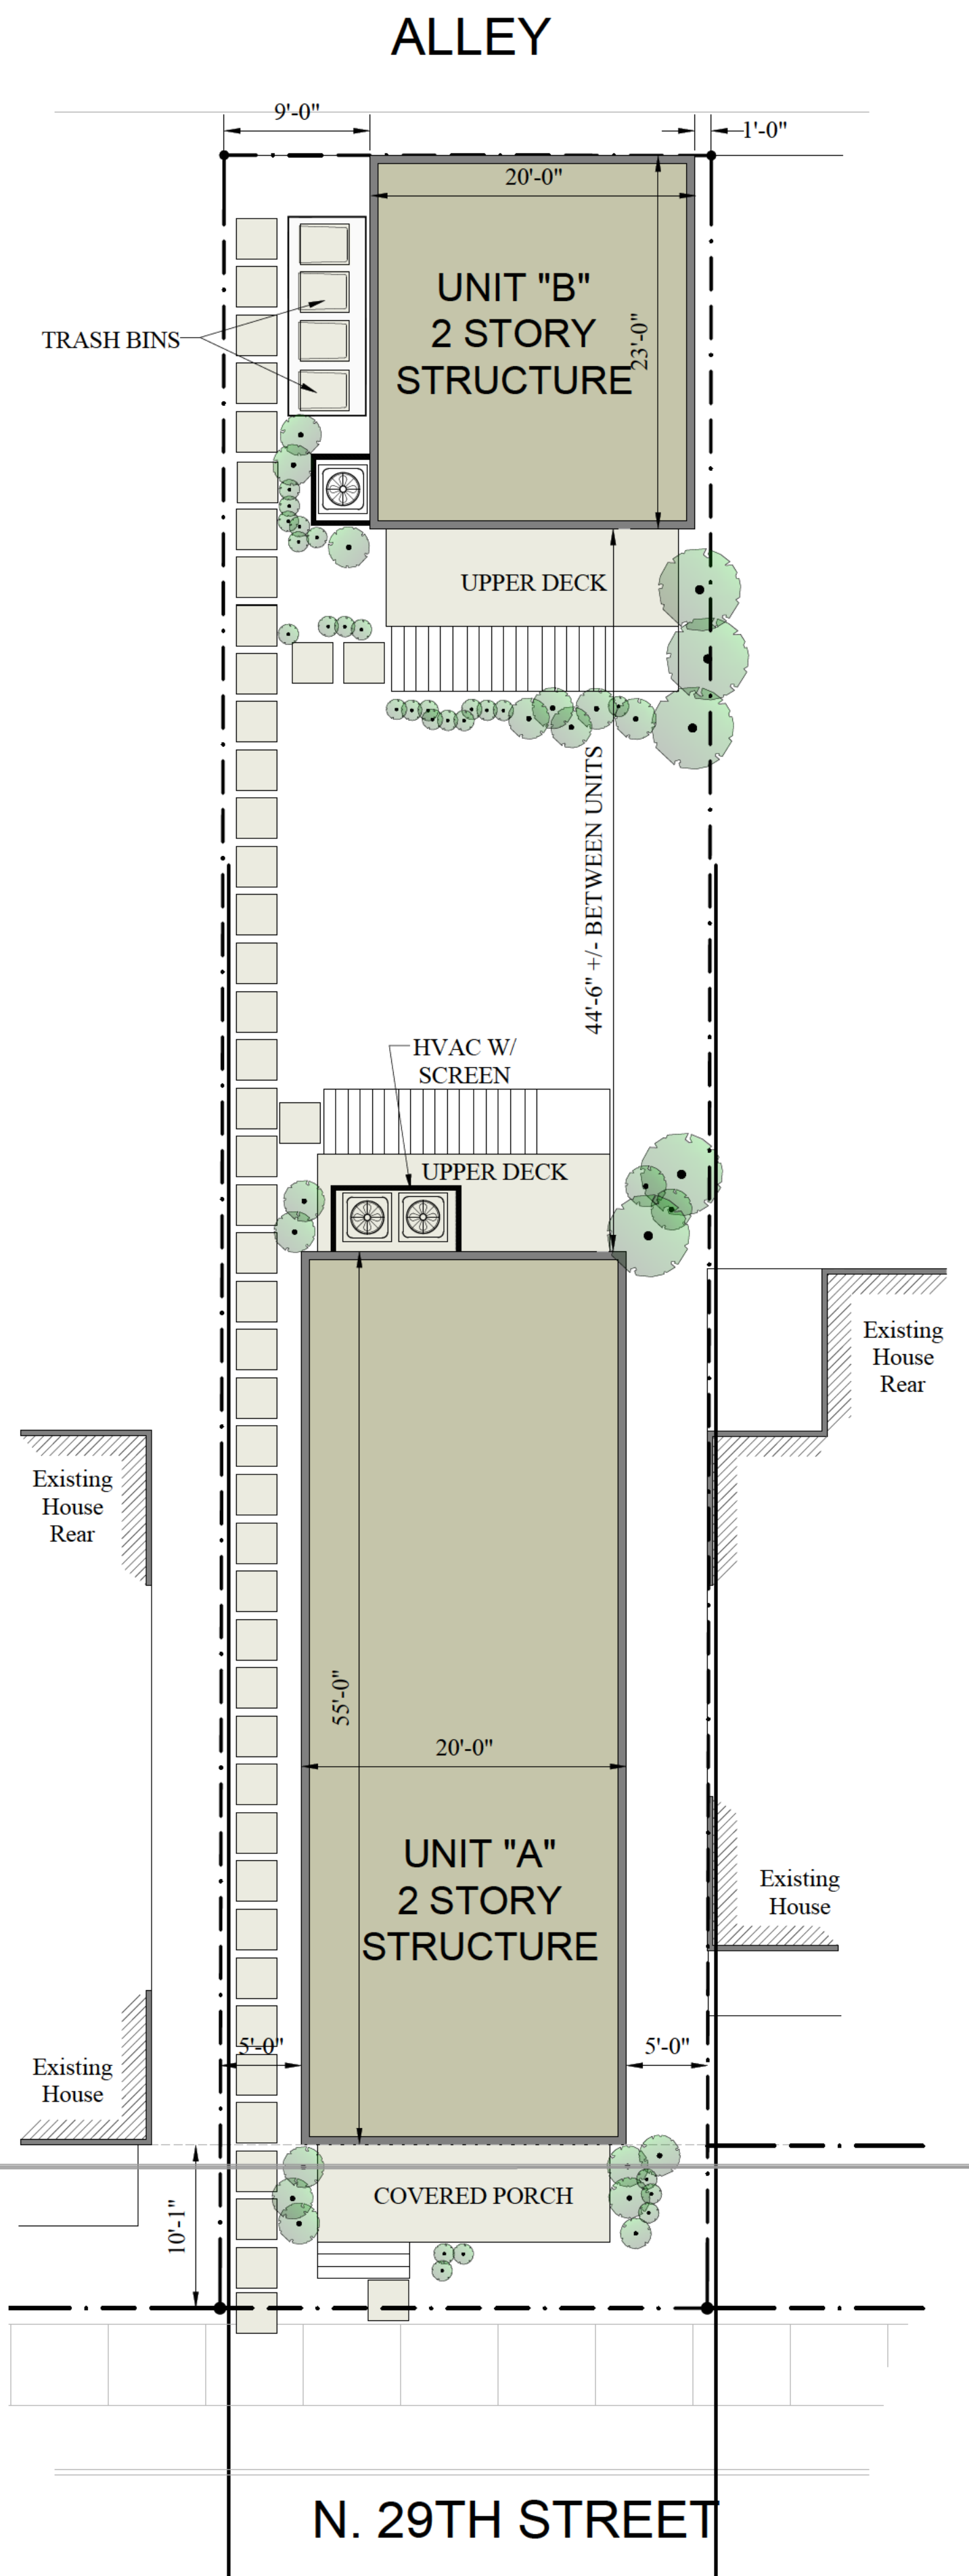 ALLEY
9'-0"
1'-0"
20'-0"
UNIT "B"
2 STORY
STRUCTURE
23'-0"
TRASH BINS
UPPER DECK
44'-6" +/- BETWEEN UNITS
HVAC W/
SCREEN
UPPER DECK
Existing
House
Rear
Existing
House
Rear
55'-0"
20'-0"
UNIT "A"
2 STORY
STRUCTURE
Existing
House
5'-0"
5'-0"
Existing
House
COVERED PORCH
10'-1"
N. 29TH STREET